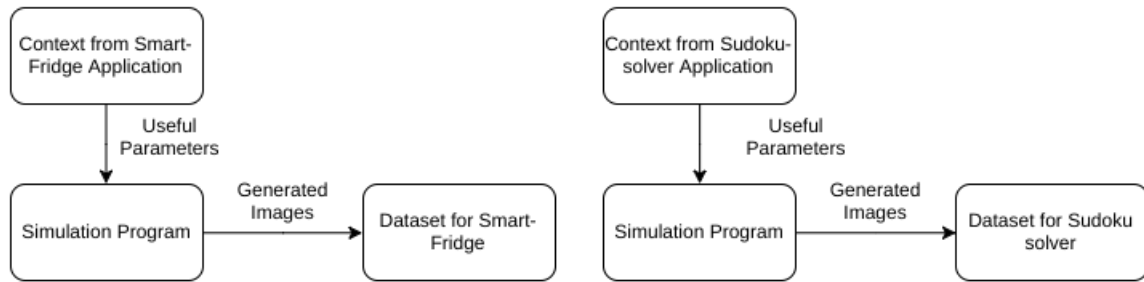 Context from Smart-
Fridge Application
Useful
Parameters
Simulation Program
Generated
Images
Dataset for Smart-
Fridge
Context from Sudoku-
solver Application
Useful
Parameters
Simulation Program
Generated
Images
Dataset for Sudoku
solver